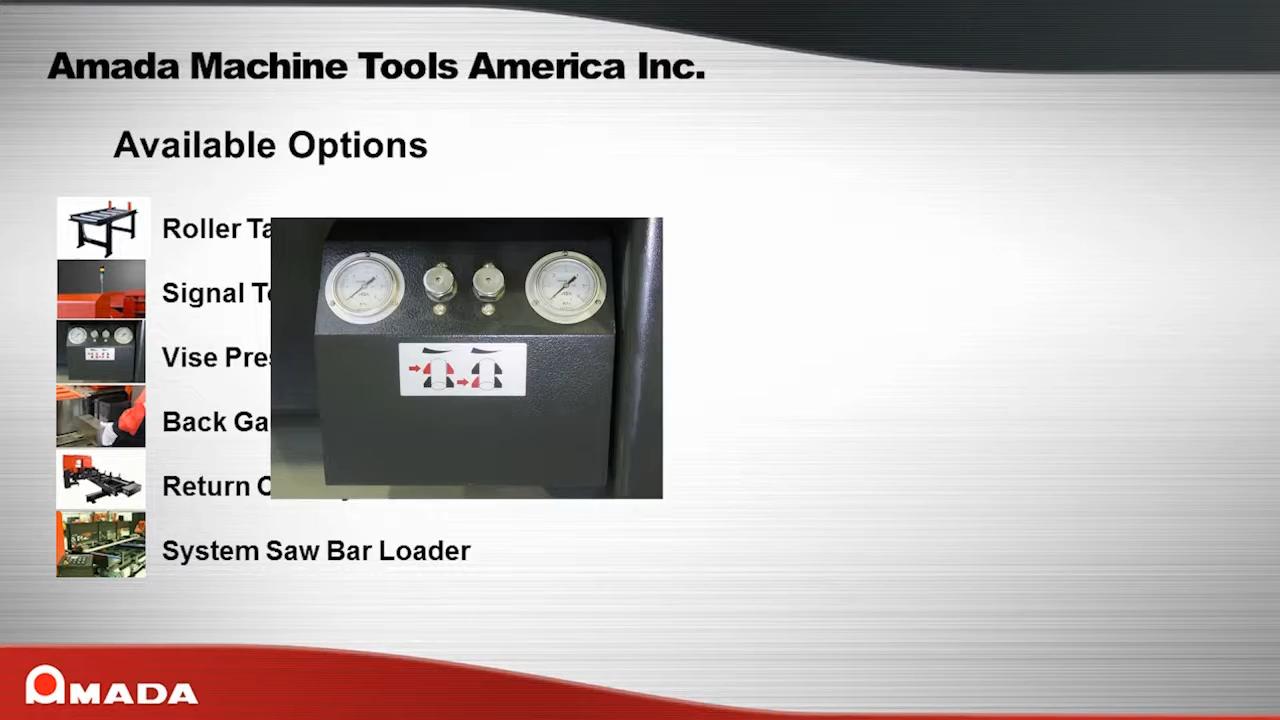 Amada Machine Tools America Inc.
Available Options
Roller Ta
Signal T
Vise Pres
Back Ga
Return C
System Saw Bar Loader
AMADA